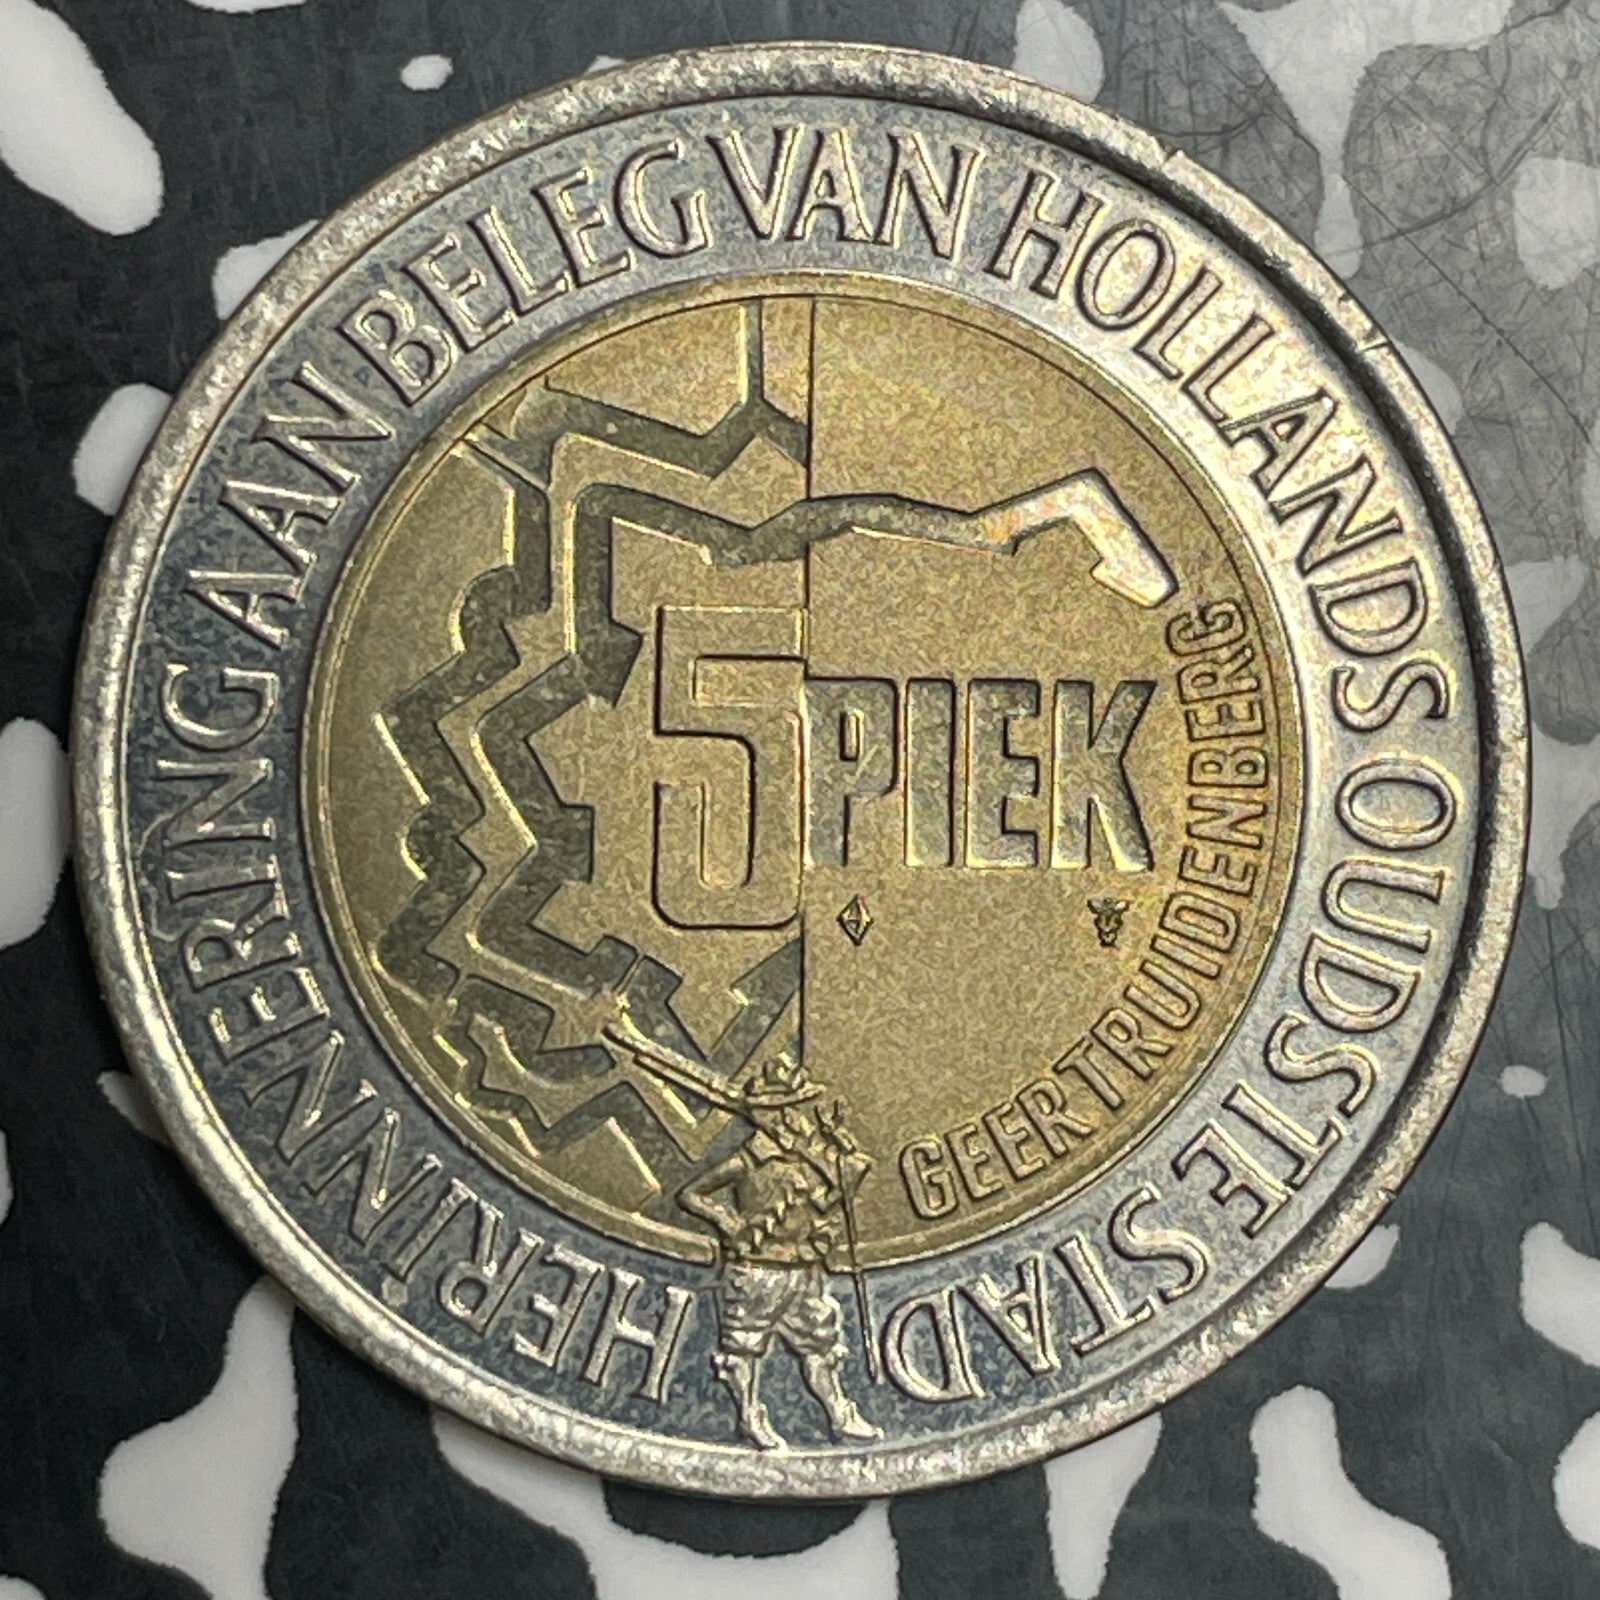 HERINNERING AAN BELEG VAN HOLLANDS OUDSTE STAD
5 PIEK
GEERTRUIDENBERG